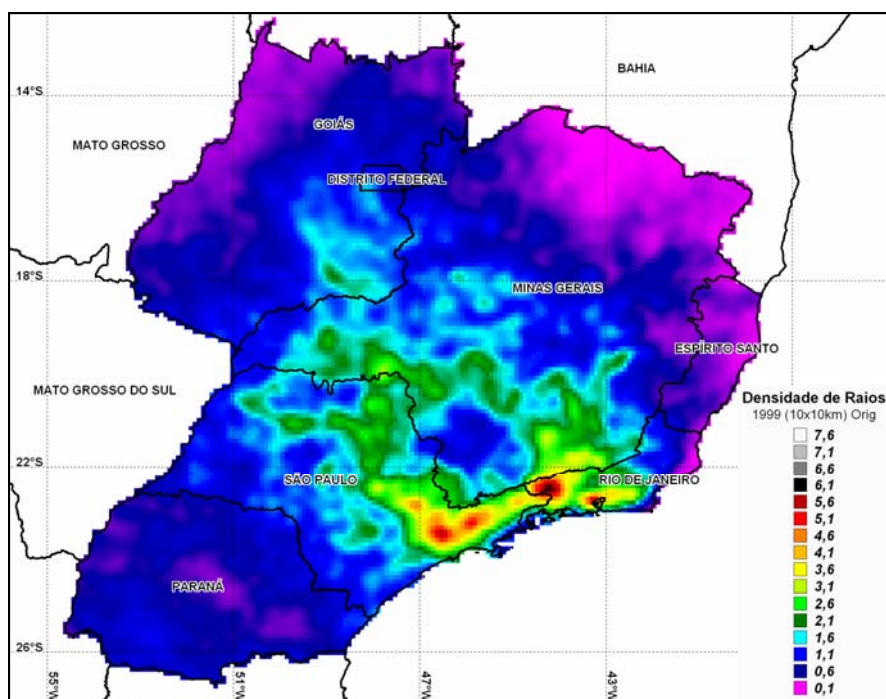 BAHIA
14°S
GOIÁS
MATO GROSSO
DISTRITO FEDERAL
18°S
MINAS GERAIS
ESPÍRITO SANTO
MATO GROSSO DO SUL
Densidade de Raios
1999 (10x10km) Orig
7,6
7,1
6,6
6,1
5,6
5,1
4,6
4,1
3,6
3,1
2,6
2,1
1,6
1,1
0,6
0,1
22°S
SÃO PAULO
RIO DE JANEIRO
PARANÁ
26°S
55°W
51°W
47°W
43°W